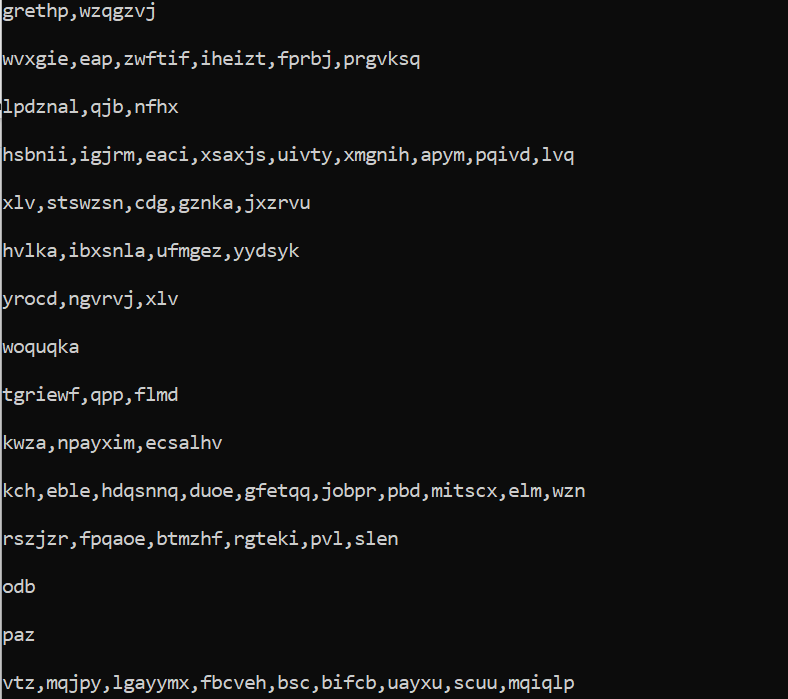 grethp,wzqgzvj
wvxgie,eap,zwftif,iheizt,fprbj,prgvksq
lpdznal,qjb,nfhx
hsbnii,igjrm,eaci,xsaxjs,uivty,xmgnih,apym,pqivd,lvq
xlv,stswzsn,cdg,gznka,jxzrvu
hvlka,ibxsnla,ufmgez,yydsyk
yrocd,ngvrvj,xlv
woquqka
tgriewf,qpp,flmd
kwza,npayxim,ecsalhv
kch,eble,hdqsnnq,duoe,gfetqq,jobpr,pbd,mitscx,elm,wzn
rszjzr,fpqaoe,btmzhf,rgteki,pvl,slen
odb
paz
vtz,mqjpy,lgayymx,fbcveh,bsc,bifcb,uayxu,scuu,mqiqlp